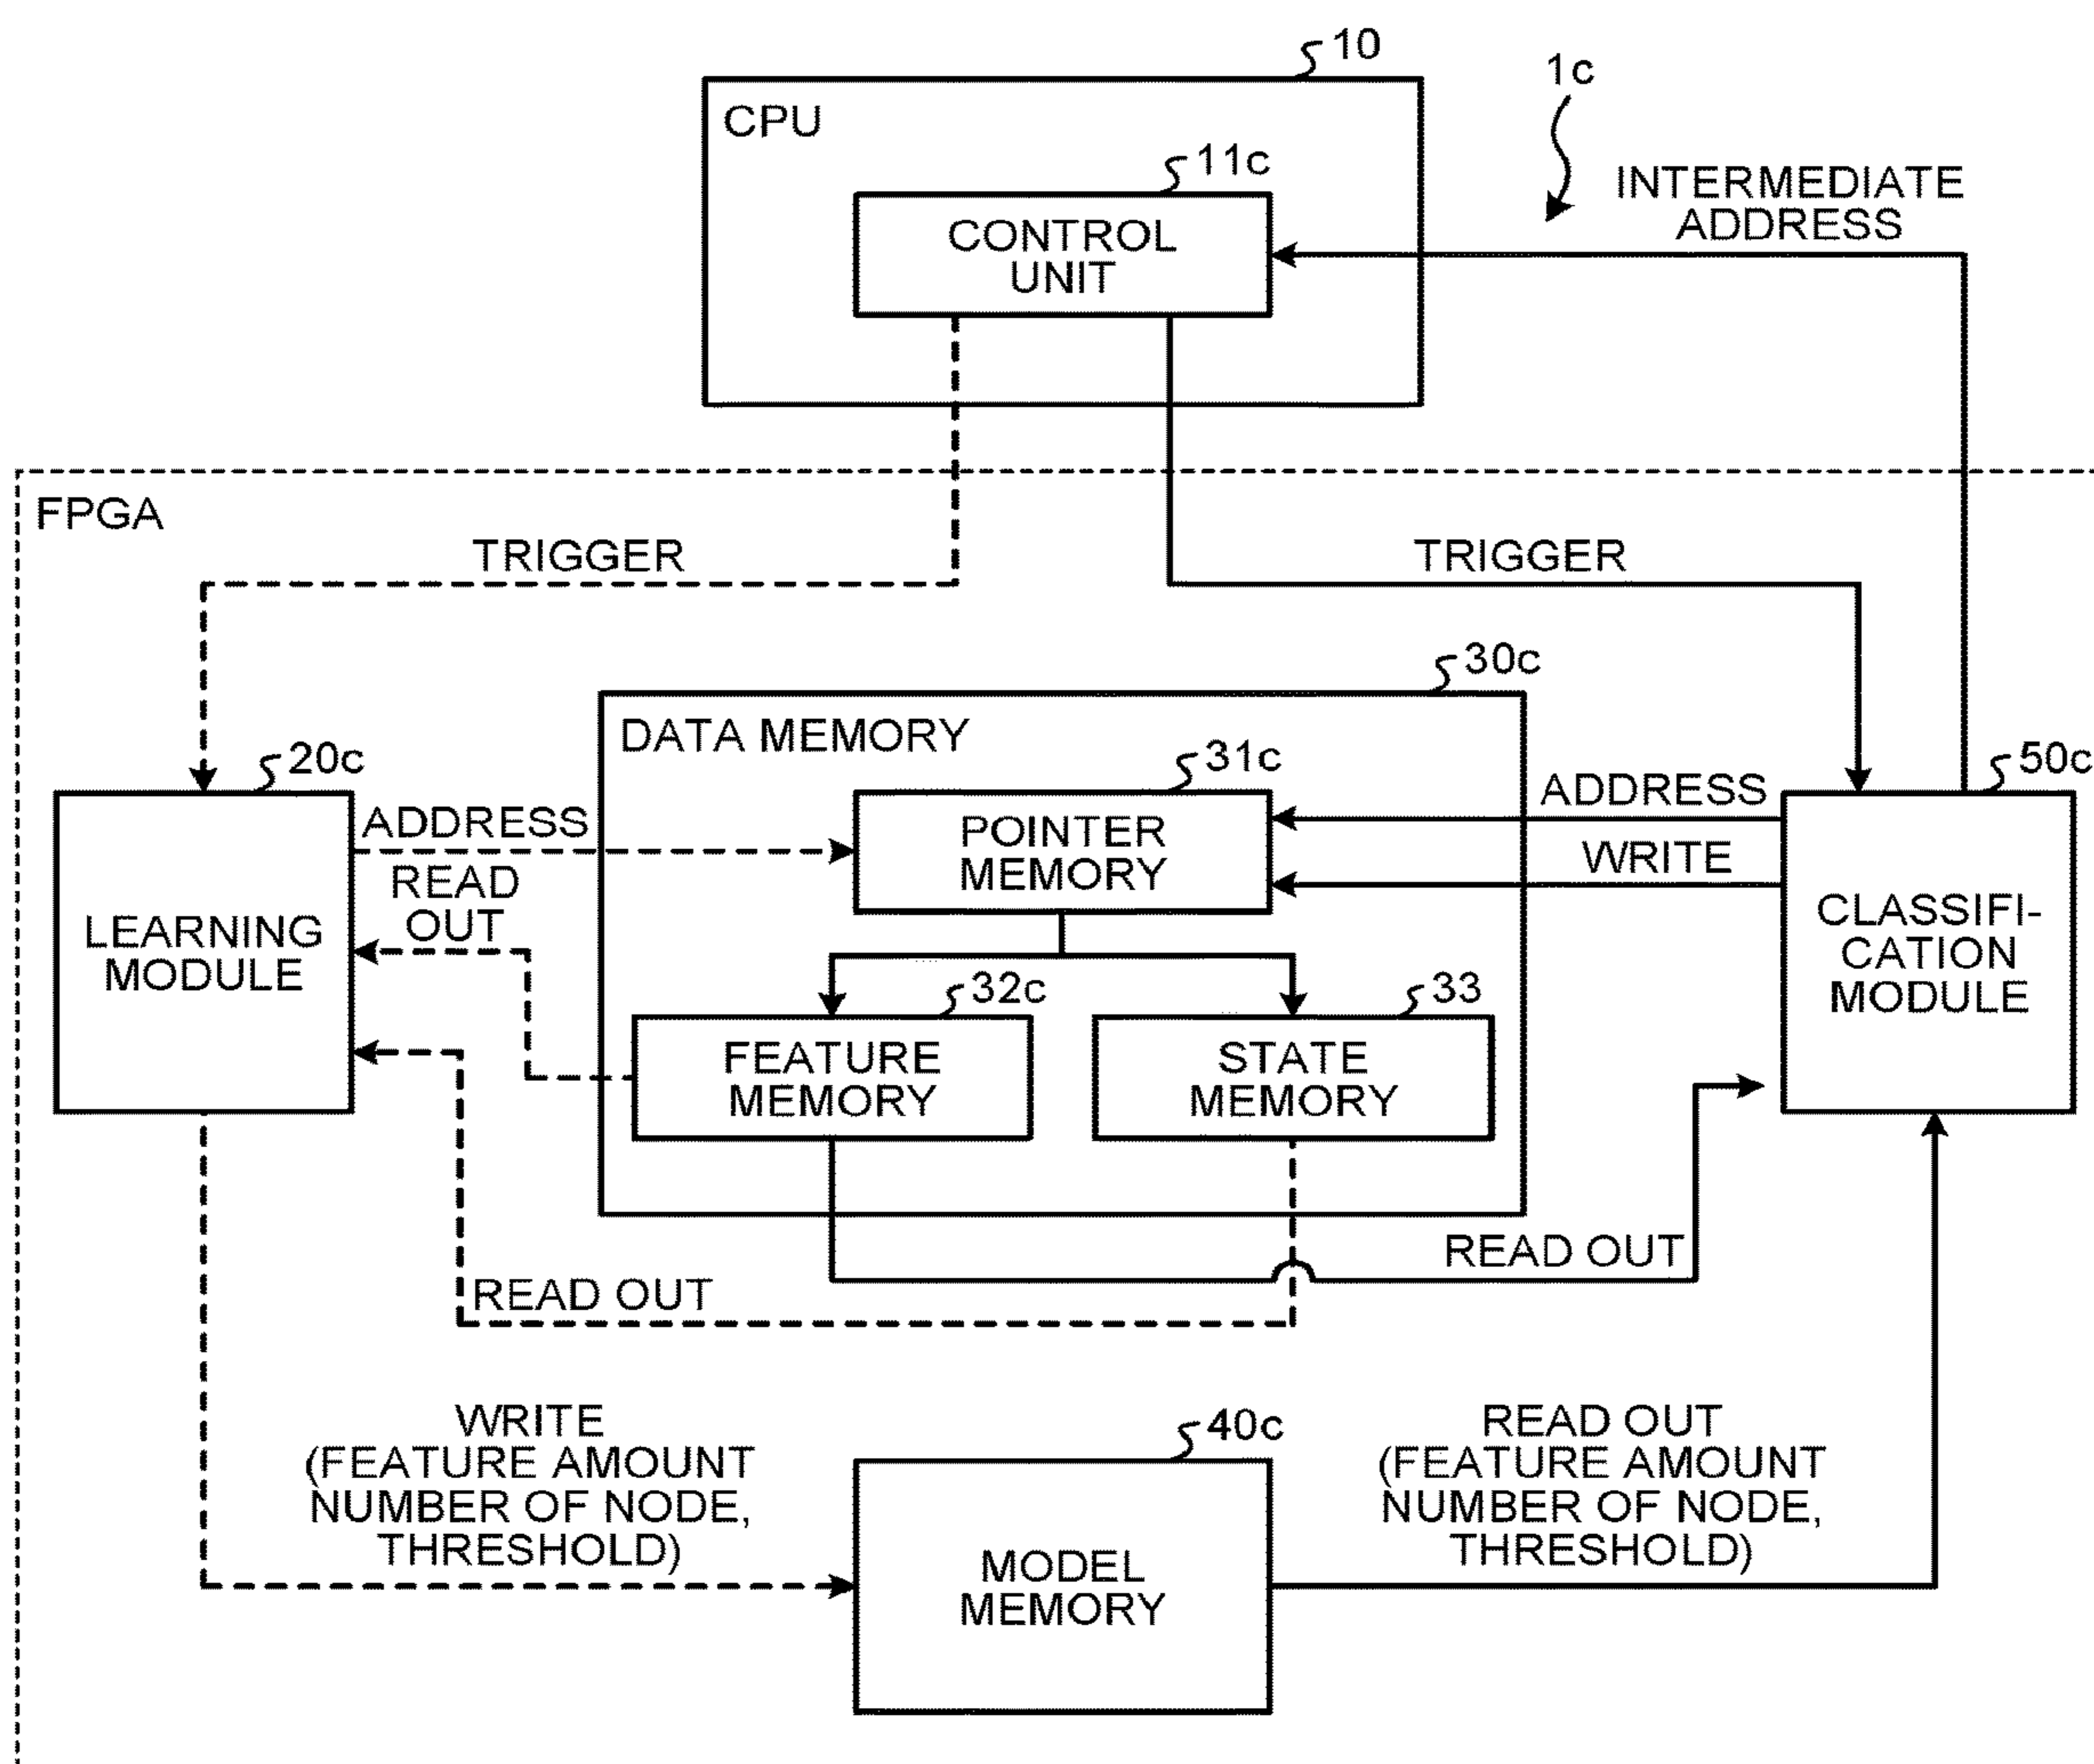 10
1c
CPU
11c
INTERMEDIATE
ADDRESS
CONTROL
UNIT
FPGA
TRIGGER
TRIGGER
30c
DATA MEMORY
20c
31c
50c
ADDRESS
ADDRESS
POINTER
MEMORY
WRITE
READ
OUT
LEARNING
MODULE
CLASSIFI-
CATION
MODULE
32c
33
FEATURE
MEMORY
STATE
MEMORY
READ OUT
READ OUT
WRITE
(FEATURE AMOUNT
NUMBER OF NODE,
THRESHOLD)
40c
READ OUT
(FEATURE AMOUNT
NUMBER OF NODE,
THRESHOLD)
MODEL
MEMORY